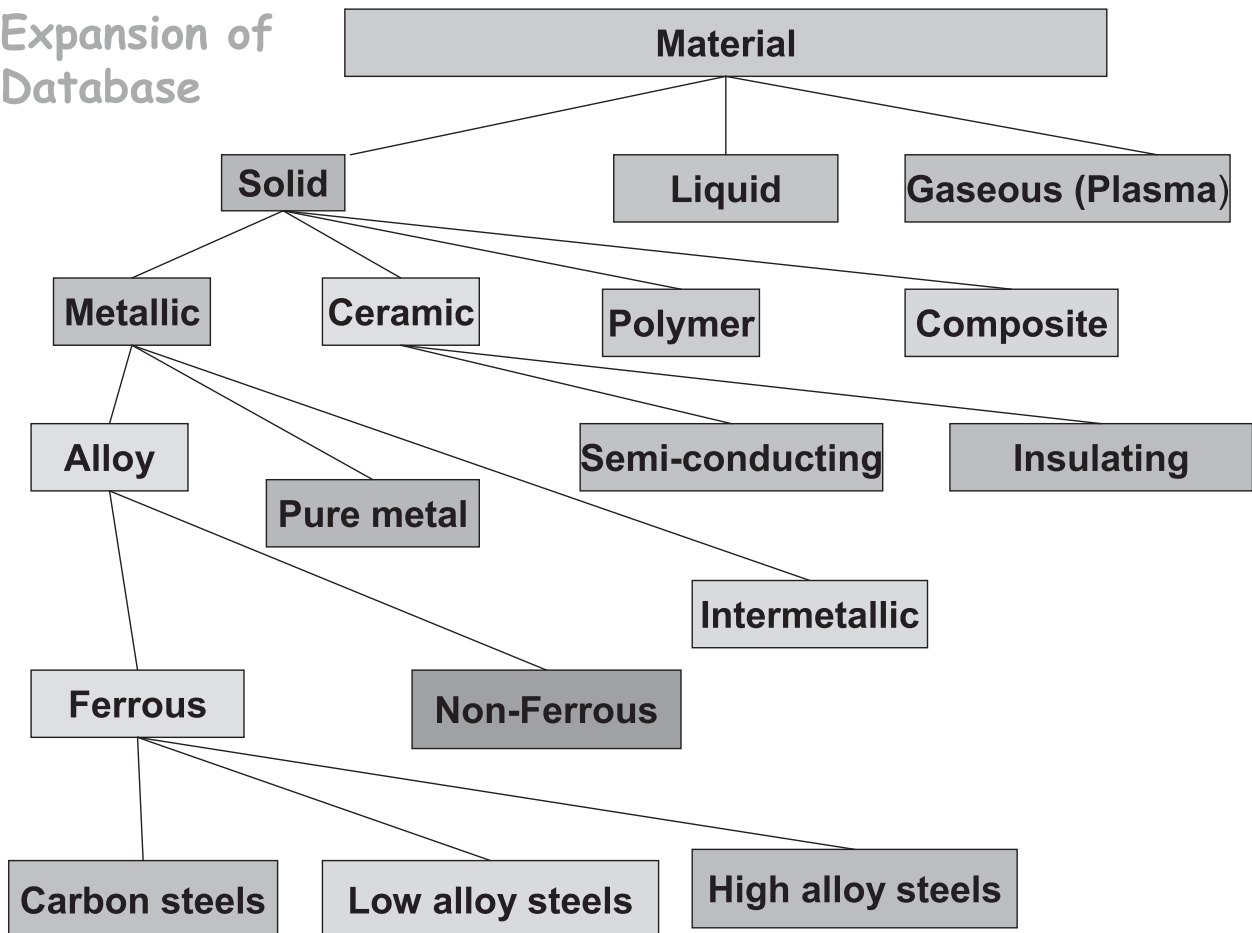 Expansion of
Database
Material
Solid
Liquid
Gaseous (Plasma)
Metallic
Ceramic
Polymer
Composite
Alloy
Semi-conducting
Insulating
Pure metal
Intermetallic
Ferrous
Non-Ferrous
Carbon steels
Low alloy steels
High alloy steels